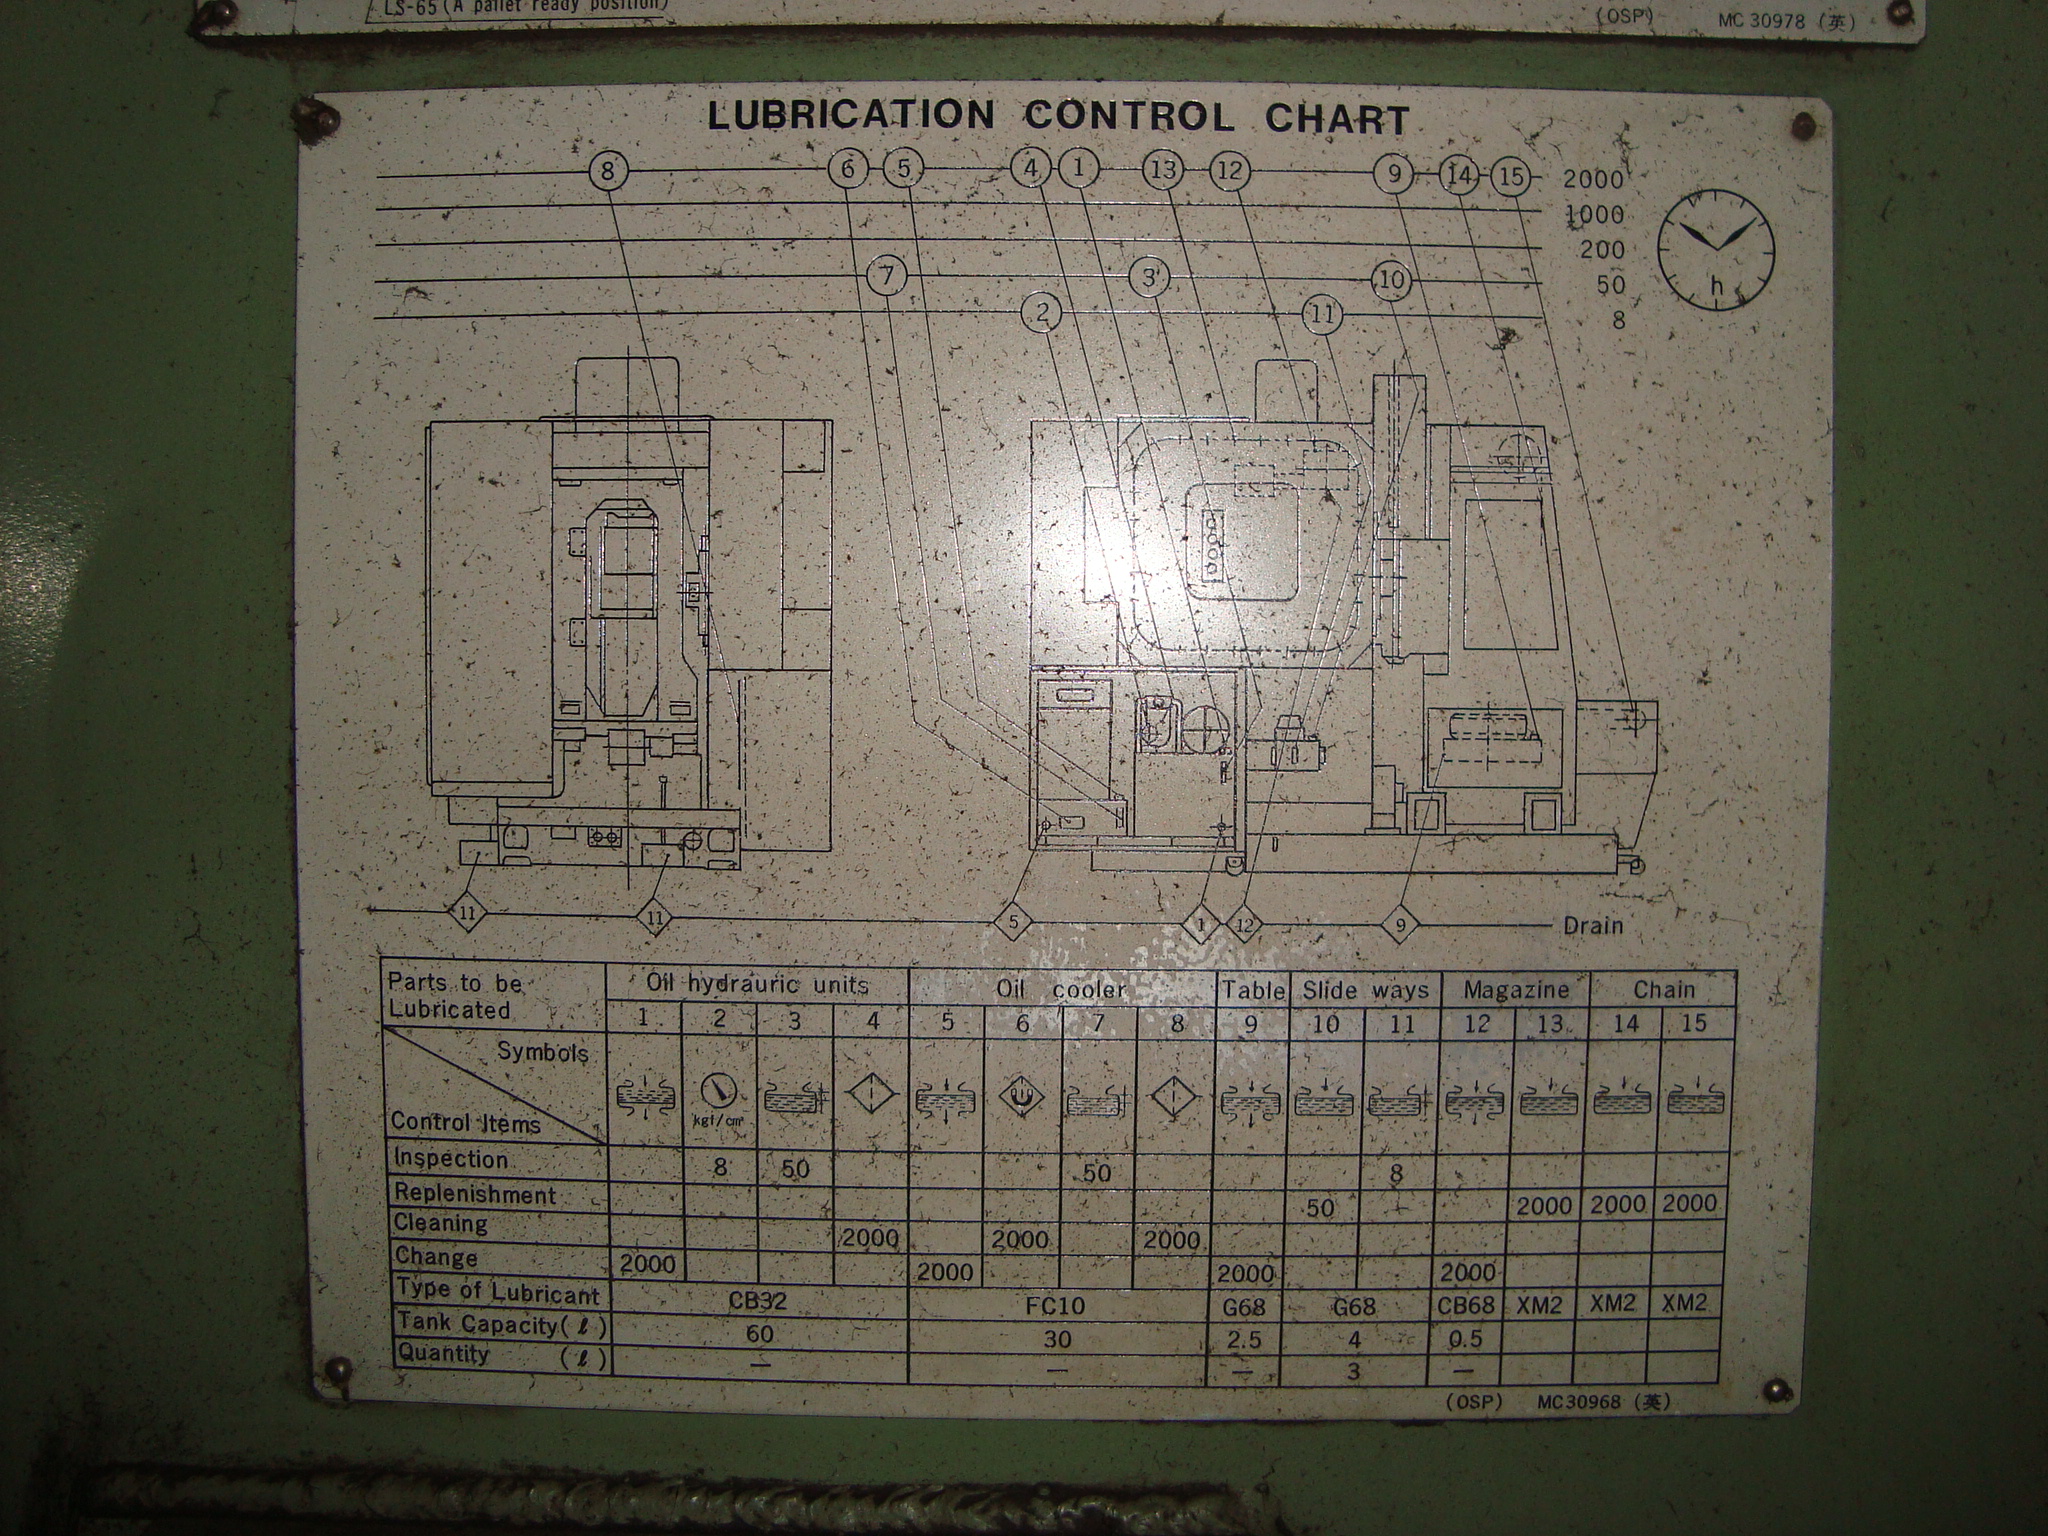 LS-65 (A pallet ready position)
(OSP) MC 30978 (英)
LUBRICATION CONTROL CHART
8 6 5 4 1 13 12 9 14 15 2000
1000
200
7 3 10 50
2 11 8
h
11 11 5 1 12 9 Drain
Parts to be Lubricated Oil hydrauric units Oil cooler Table Slide ways Magazine Chain
1 2 3 4 5 6 7 8 9 10 11 12 13 14 15
Symbols
Control Items kgf/cm²
Inspection 8 50 50 8
Replenishment 50 2000 2000 2000
Cleaning 2000 2000 2000
Change 2000 2000 2000 2000
Type of Lubricant CB32 FC10 G68 G68 CB68 XM2 XM2 XM2
Tank Capacity (ℓ) 60 30 2.5 4 0.5
Quantity (ℓ) — — — 3 —
(OSP) MC30968 (英)